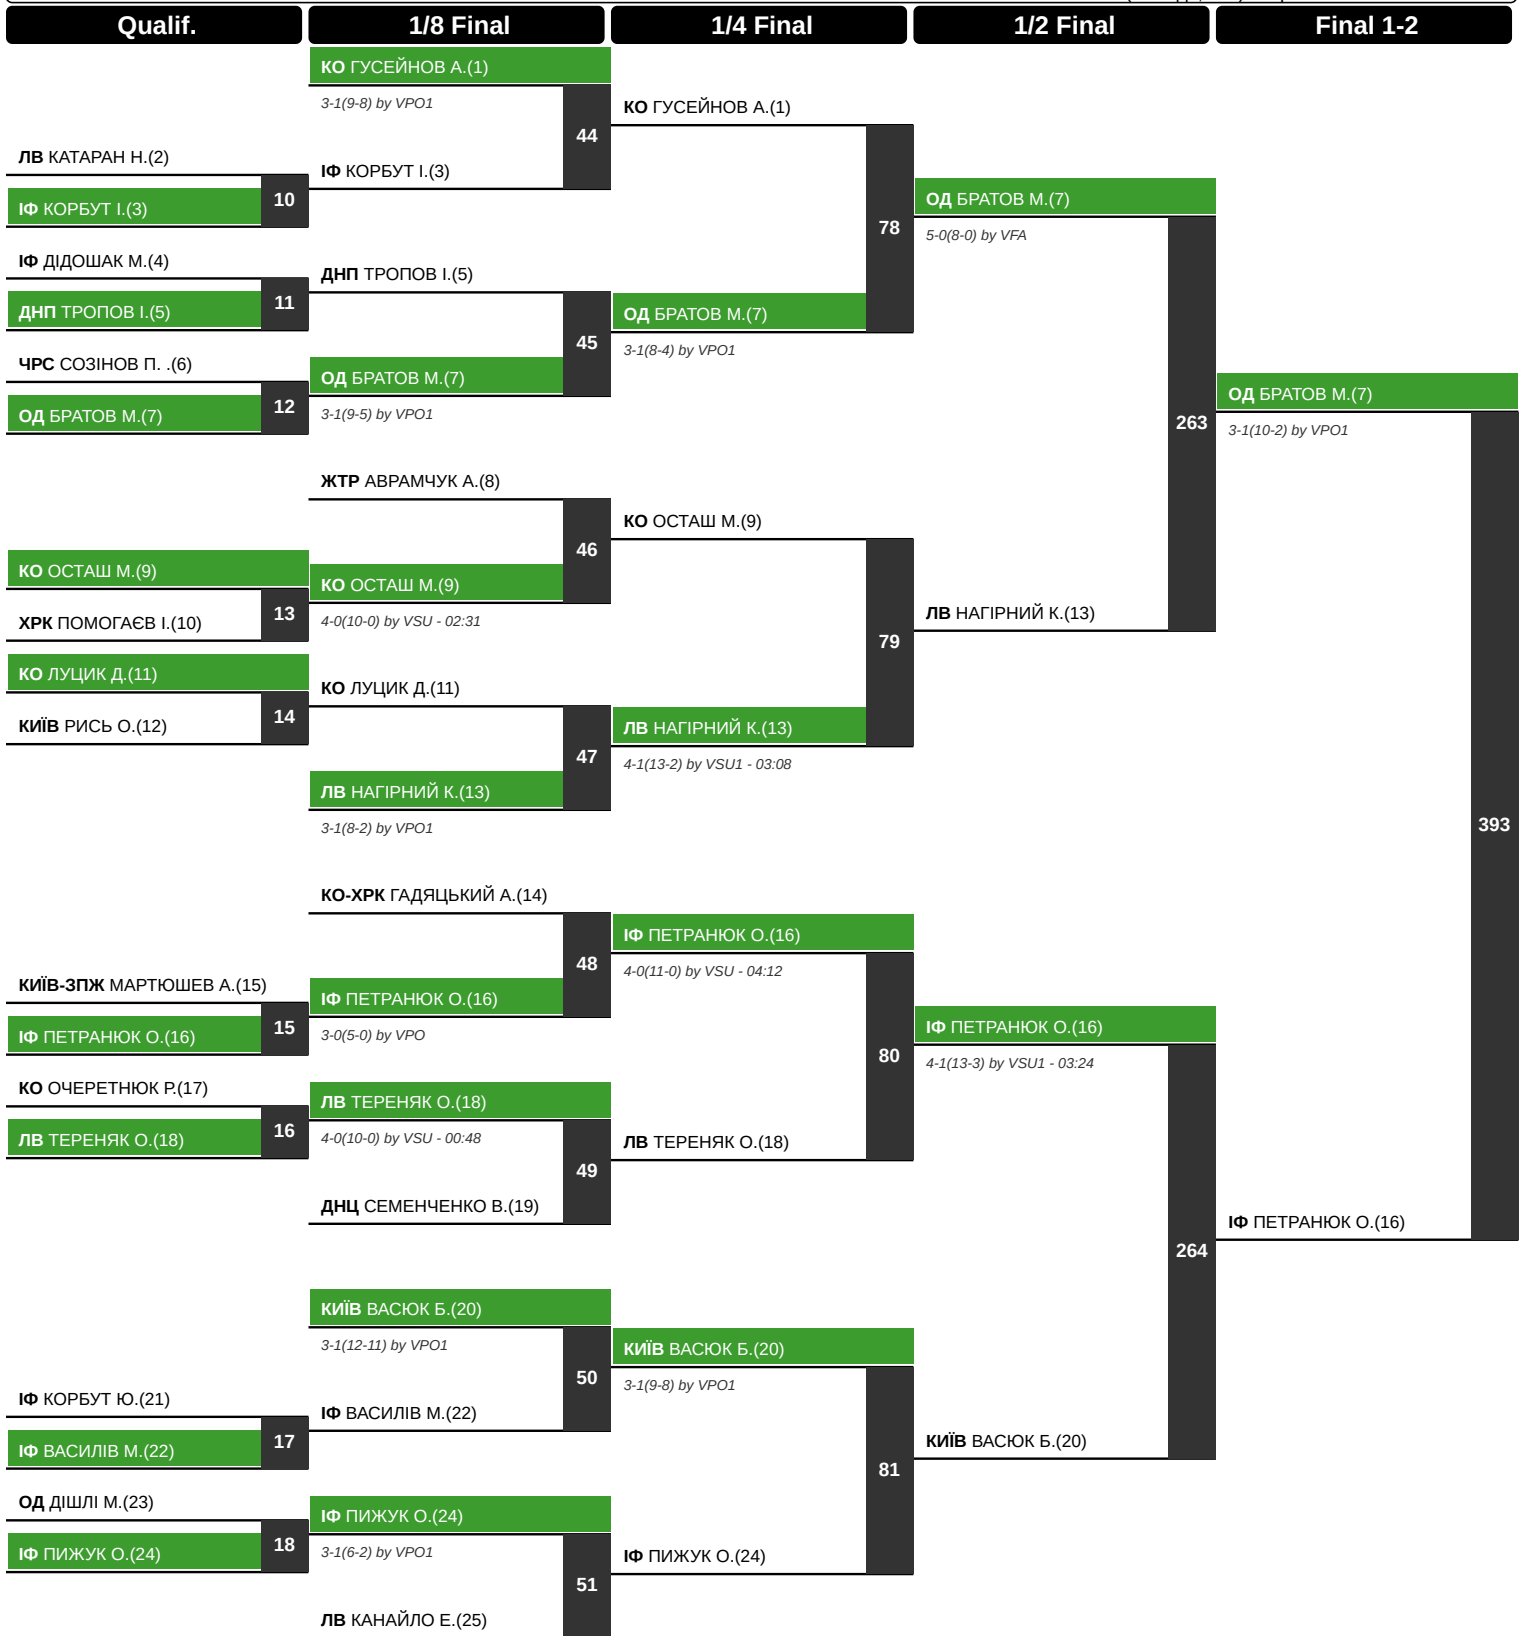 Qualif.
1/8 Final
1/4 Final
1/2 Final
Final 1-2
ЛВ КАТАРАН Н.(2)
10
ІФ КОРБУТ І.(3)
ІФ ДІДОШАК М.(4)
11
ДНП ТРОПОВ І.(5)
ЧРС СОЗІНОВ П. .(6)
12
ОД БРАТОВ М.(7)
КО ОСТАШ М.(9)
13
ХРК ПОМОГАЄВ І.(10)
КО ЛУЦИК Д.(11)
14
КИЇВ РИСЬ О.(12)
КИЇВ-ЗПЖ МАРТЮШЕВ А.(15)
15
ІФ ПЕТРАНЮК О.(16)
КО ОЧЕРЕТНЮК Р.(17)
16
ЛВ ТЕРЕНЯК О.(18)
ІФ КОРБУТ Ю.(21)
17
ІФ ВАСИЛІВ М.(22)
ОД ДІШЛІ М.(23)
18
ІФ ПИЖУК О.(24)
КО ГУСЕЙНОВ А.(1)
3-1(9-8) by VPO1
44
ІФ КОРБУТ І.(3)
ДНП ТРОПОВ І.(5)
45
ОД БРАТОВ М.(7)
3-1(9-5) by VPO1
ЖТР АВРАМЧУК А.(8)
46
КО ОСТАШ М.(9)
4-0(10-0) by VSU - 02:31
КО ЛУЦИК Д.(11)
47
ЛВ НАГІРНИЙ К.(13)
3-1(8-2) by VPO1
КО-ХРК ГАДЯЦЬКИЙ А.(14)
48
ІФ ПЕТРАНЮК О.(16)
3-0(5-0) by VPO
ЛВ ТЕРЕНЯК О.(18)
4-0(10-0) by VSU - 00:48
49
ДНЦ СЕМЕНЧЕНКО В.(19)
КИЇВ ВАСЮК Б.(20)
3-1(12-11) by VPO1
50
ІФ ВАСИЛІВ М.(22)
ІФ ПИЖУК О.(24)
3-1(6-2) by VPO1
51
ЛВ КАНАЙЛО Е.(25)
КО ГУСЕЙНОВ А.(1)
78
ОД БРАТОВ М.(7)
3-1(8-4) by VPO1
КО ОСТАШ М.(9)
79
ЛВ НАГІРНИЙ К.(13)
4-1(13-2) by VSU1 - 03:08
ІФ ПЕТРАНЮК О.(16)
4-0(11-0) by VSU - 04:12
80
ЛВ ТЕРЕНЯК О.(18)
КИЇВ ВАСЮК Б.(20)
3-1(9-8) by VPO1
81
ІФ ПИЖУК О.(24)
ОД БРАТОВ М.(7)
5-0(8-0) by VFA
263
ЛВ НАГІРНИЙ К.(13)
ІФ ПЕТРАНЮК О.(16)
4-1(13-3) by VSU1 - 03:24
264
КИЇВ ВАСЮК Б.(20)
ОД БРАТОВ М.(7)
3-1(10-2) by VPO1
393
ІФ ПЕТРАНЮК О.(16)